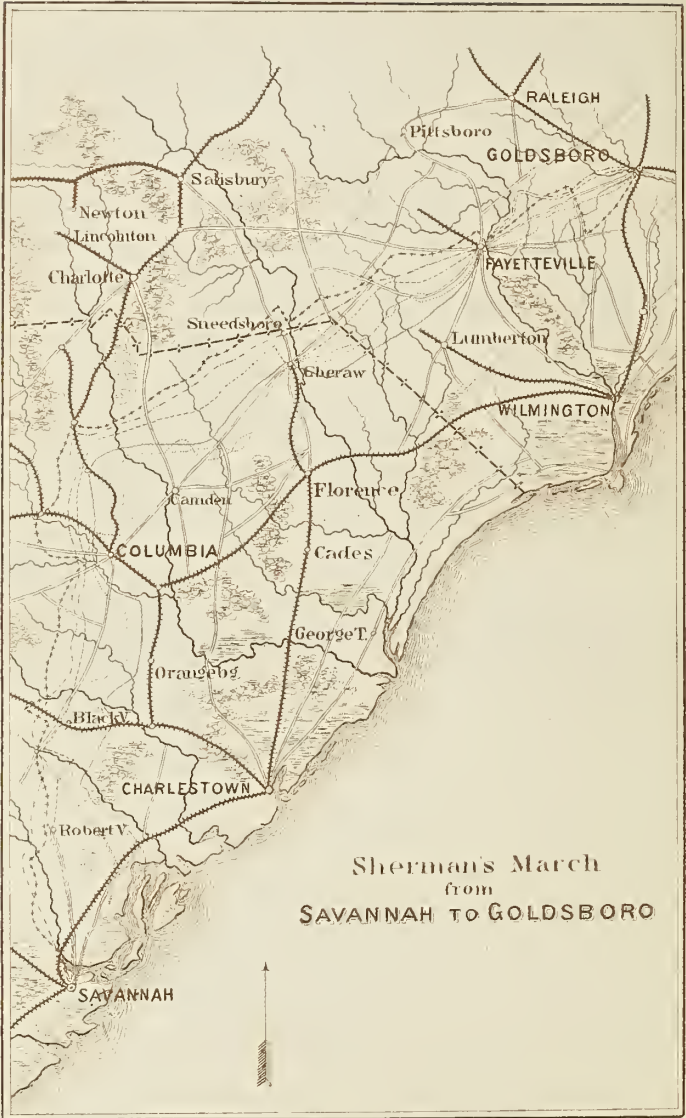 RALEIGH
Pittsboro
GOLDSBORO
Salisbury
Newton
Lincolnton
FAYETTEVILLE
Charlotte
Sneedsboro
Lumberton
Cheraw
WILMINGTON
Florence
Camden
COLUMBIA
Cades
George T.
Orangebg.
Black V.
CHARLESTOWN
Robert V.
Sherman's March
from
SAVANNAH TO GOLDSBORO
SAVANNAH